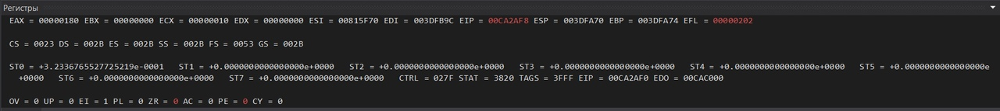 Регистры
EAX = 00000180 EBX = 00000000 ECX = 00000010 EDX = 00000000 ESI = 00815F70 EDI = 003DFB9C EIP = 00CA2AF8 ESP = 003DFA70 EBP = 003DFA74 EFL = 00000202
CS = 0023 DS = 002B ES = 002B SS = 002B FS = 0053 GS = 002B
ST0 = +3.2336765527725219e-0001 ST1 = +0.0000000000000000e+0000 ST2 = +0.0000000000000000e+0000 ST3 = +0.0000000000000000e+0000 ST4 = +0.0000000000000000e+0000 ST5 = +0.0000000000000000e
+0000 ST6 = +0.0000000000000000e+0000 ST7 = +0.0000000000000000e+0000 CTRL = 027F STAT = 3820 TAGS = 3FFF EIP = 00CA2AF0 EDO = 00CAC000
OV = 0 UP = 0 EI = 1 PL = 0 ZR = 0 AC = 0 PE = 0 CY = 0